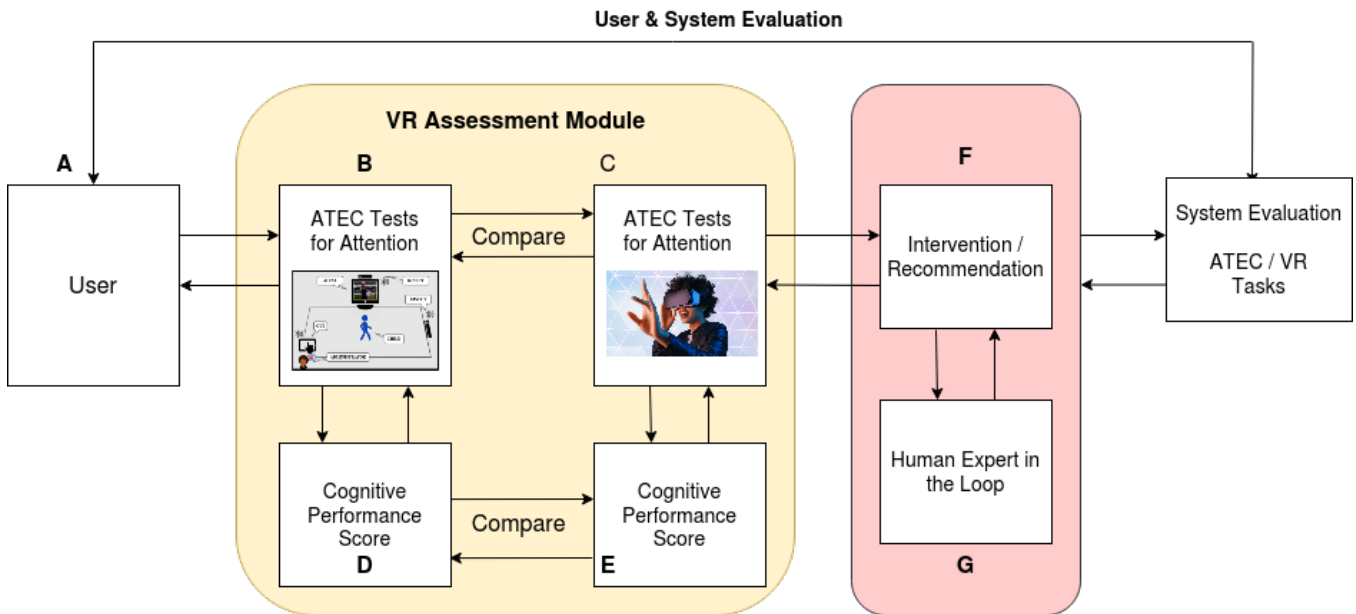 User & System Evaluation
VR Assessment Module
A
B
C
F
User
ATEC Tests
for Attention
Compare
ATEC Tests
for Attention
Intervention /
Recommendation
System Evaluation
ATEC / VR
Tasks
CHILD
Cognitive
Performance
Score
D
Compare
Cognitive
Performance
Score
E
Human Expert in
the Loop
G